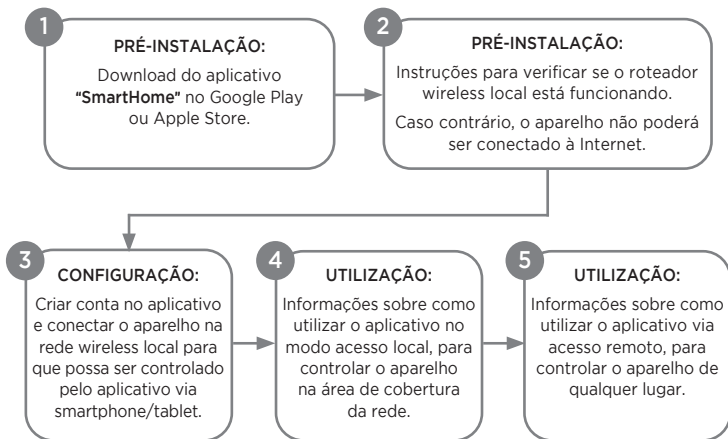 1
PRÉ-INSTALAÇÃO:
Download do aplicativo
"SmartHome" no Google Play
ou Apple Store.
2
PRÉ-INSTALAÇÃO:
Instruções para verificar se o roteador
wireless local está funcionando.
Caso contrário, o aparelho não poderá
ser conectado à Internet.
3
CONFIGURAÇÃO:
Criar conta no aplicativo
e conectar o aparelho na
rede wireless local para
que possa ser controlado
pelo aplicativo via
smartphone/tablet.
4
UTILIZAÇÃO:
Informações sobre como
utilizar o aplicativo no
modo acesso local, para
controlar o aparelho
na área de cobertura
da rede.
5
UTILIZAÇÃO:
Informações sobre como
utilizar o aplicativo via
acesso remoto, para
controlar o aparelho de
qualquer lugar.